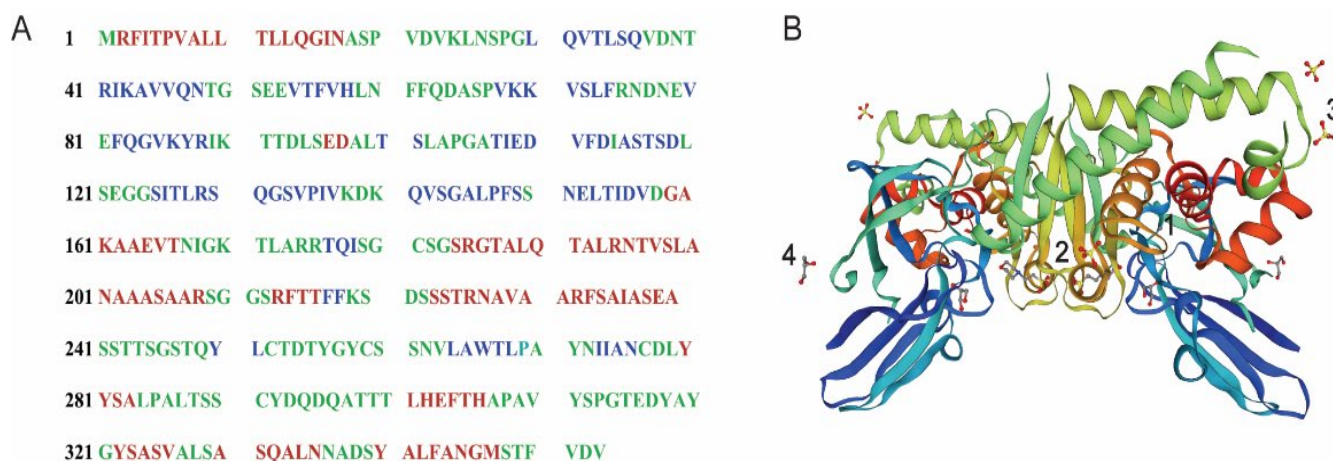 A
B
1 MRFITPVALL TLLQGINASP VDVKLNSPGL QVTLSQVDNT
41 RIKAVVQNTG SEEVTFVHLN FFQDASPVKK VSLFRNDNEV
81 EFQGVKYRIK TTDLSEDALT SLAPGATIED VFDIASTSDL
121 SEGGSITLRS QGSVPIVKDK QVSGALPFSS NELTIDVDGA
161 KAAEVTNIGK TLARRTQISG CSGSRGTALQ TALRNTVSLA
201 NAAASAARSG GSRFTTFFKS DSSSTRNAVA ARFSAIASEA
241 SSTTSGSTQY LCTDTYGYCS SNVLAWTLPA YNIIANCDLY
281 YSALPALTSS CYDQDQATTT LHEFTHAPAV YSPGTEDYAY
321 GYSASVALSA SQALNNADSY ALFANGMSTF VDV
3
1
2
4